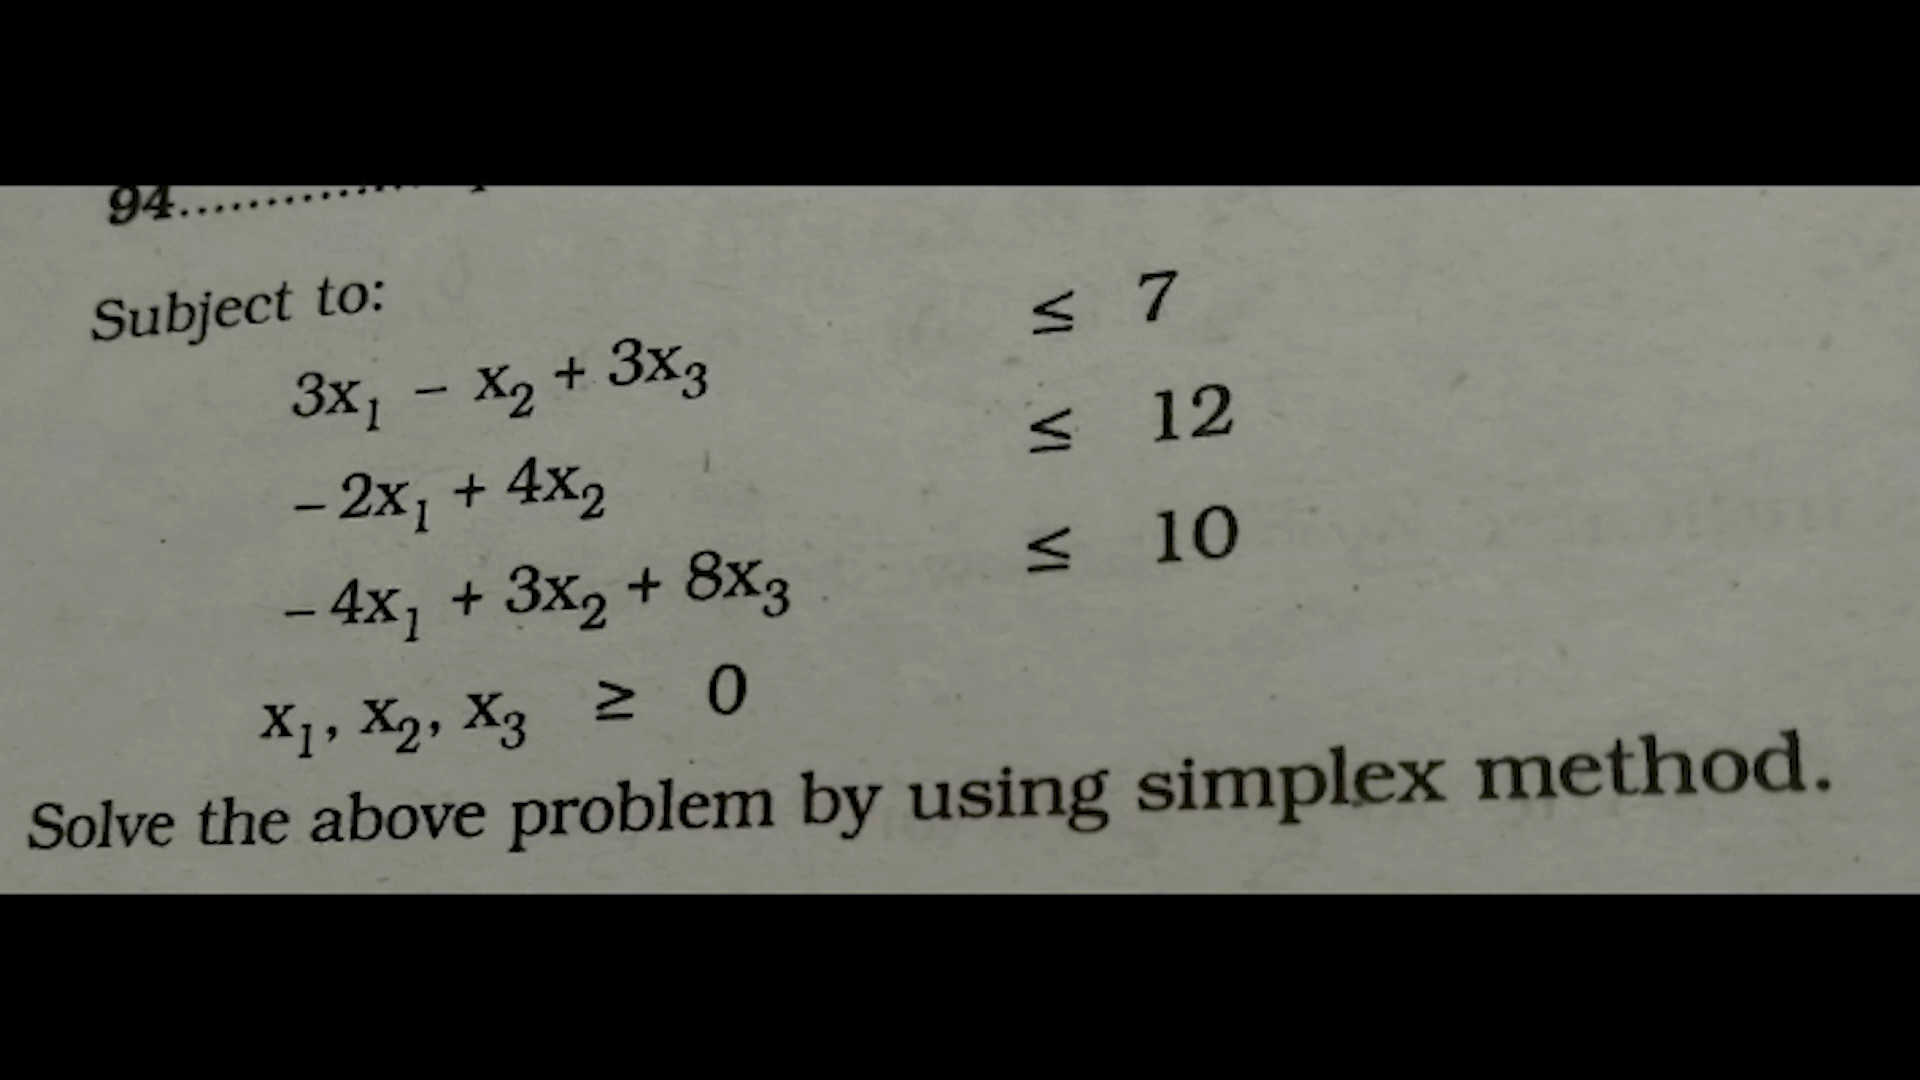 94..............
Subject to:
3x₁ – x₂ + 3x₃ ≤ 7
– 2x₁ + 4x₂ ≤ 12
– 4x₁ + 3x₂ + 8x₃ ≤ 10
x₁, x₂, x₃ ≥ 0
Solve the above problem by using simplex method.